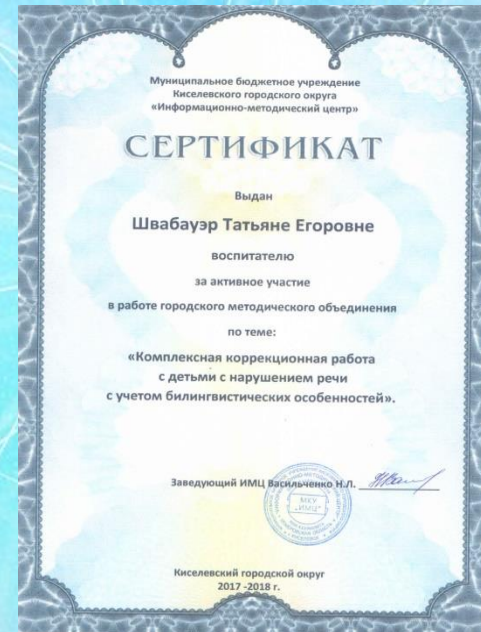 Муниципальное бюджетное учреждение
Киселевского городского округа
«Информационно-методический центр»
СЕРТИФИКАТ
Выдан
Швабауэр Татьяне Егоровне
воспитателю
за активное участие
в работе городского методического объединения
по теме:
«Комплексная коррекционная работа
с детьми с нарушением речи
с учетом билингвистических особенностей».
Заведующий ИМЦ Васильченко Н.Л.
МКУ
"ИМЦ"
Киселевский городской округ
2017 -2018 г.